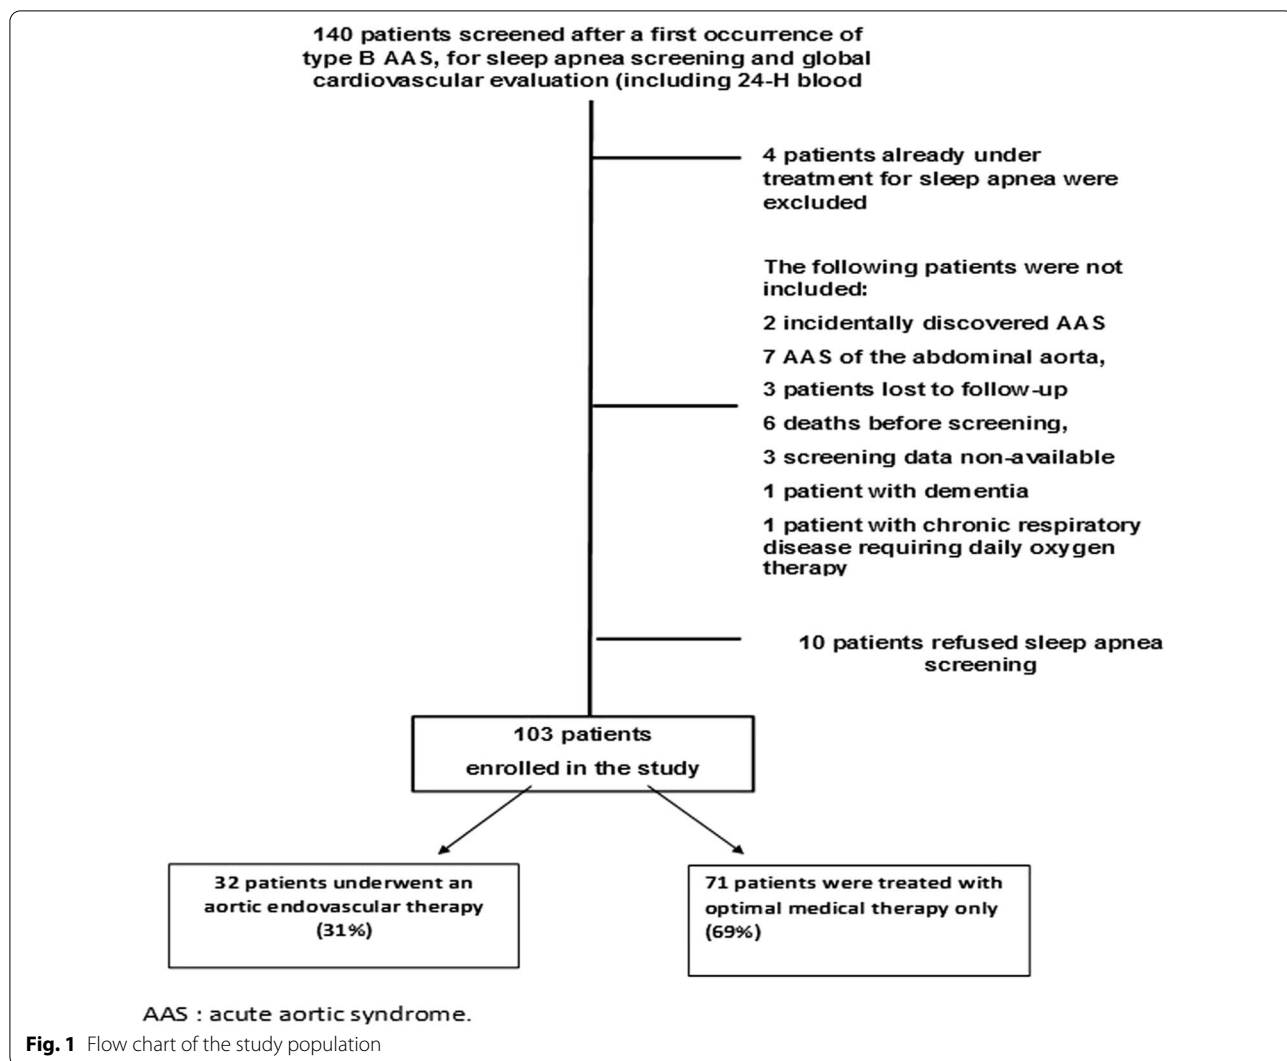 140 patients screened after a first occurrence of
type B AAS, for sleep apnea screening and global
cardiovascular evaluation (including 24-H blood
4 patients already under
treatment for sleep apnea were
excluded
The following patients were not
included:
2 incidentally discovered AAS
7 AAS of the abdominal aorta,
3 patients lost to follow-up
6 deaths before screening,
3 screening data non-available
1 patient with dementia
1 patient with chronic respiratory
disease requiring daily oxygen
therapy
10 patients refused sleep apnea
screening
103 patients
enrolled in the study
32 patients underwent an
aortic endovascular therapy
(31%)
71 patients were treated with
optimal medical therapy only
(69%)
AAS : acute aortic syndrome.
Fig. 1 Flow chart of the study population